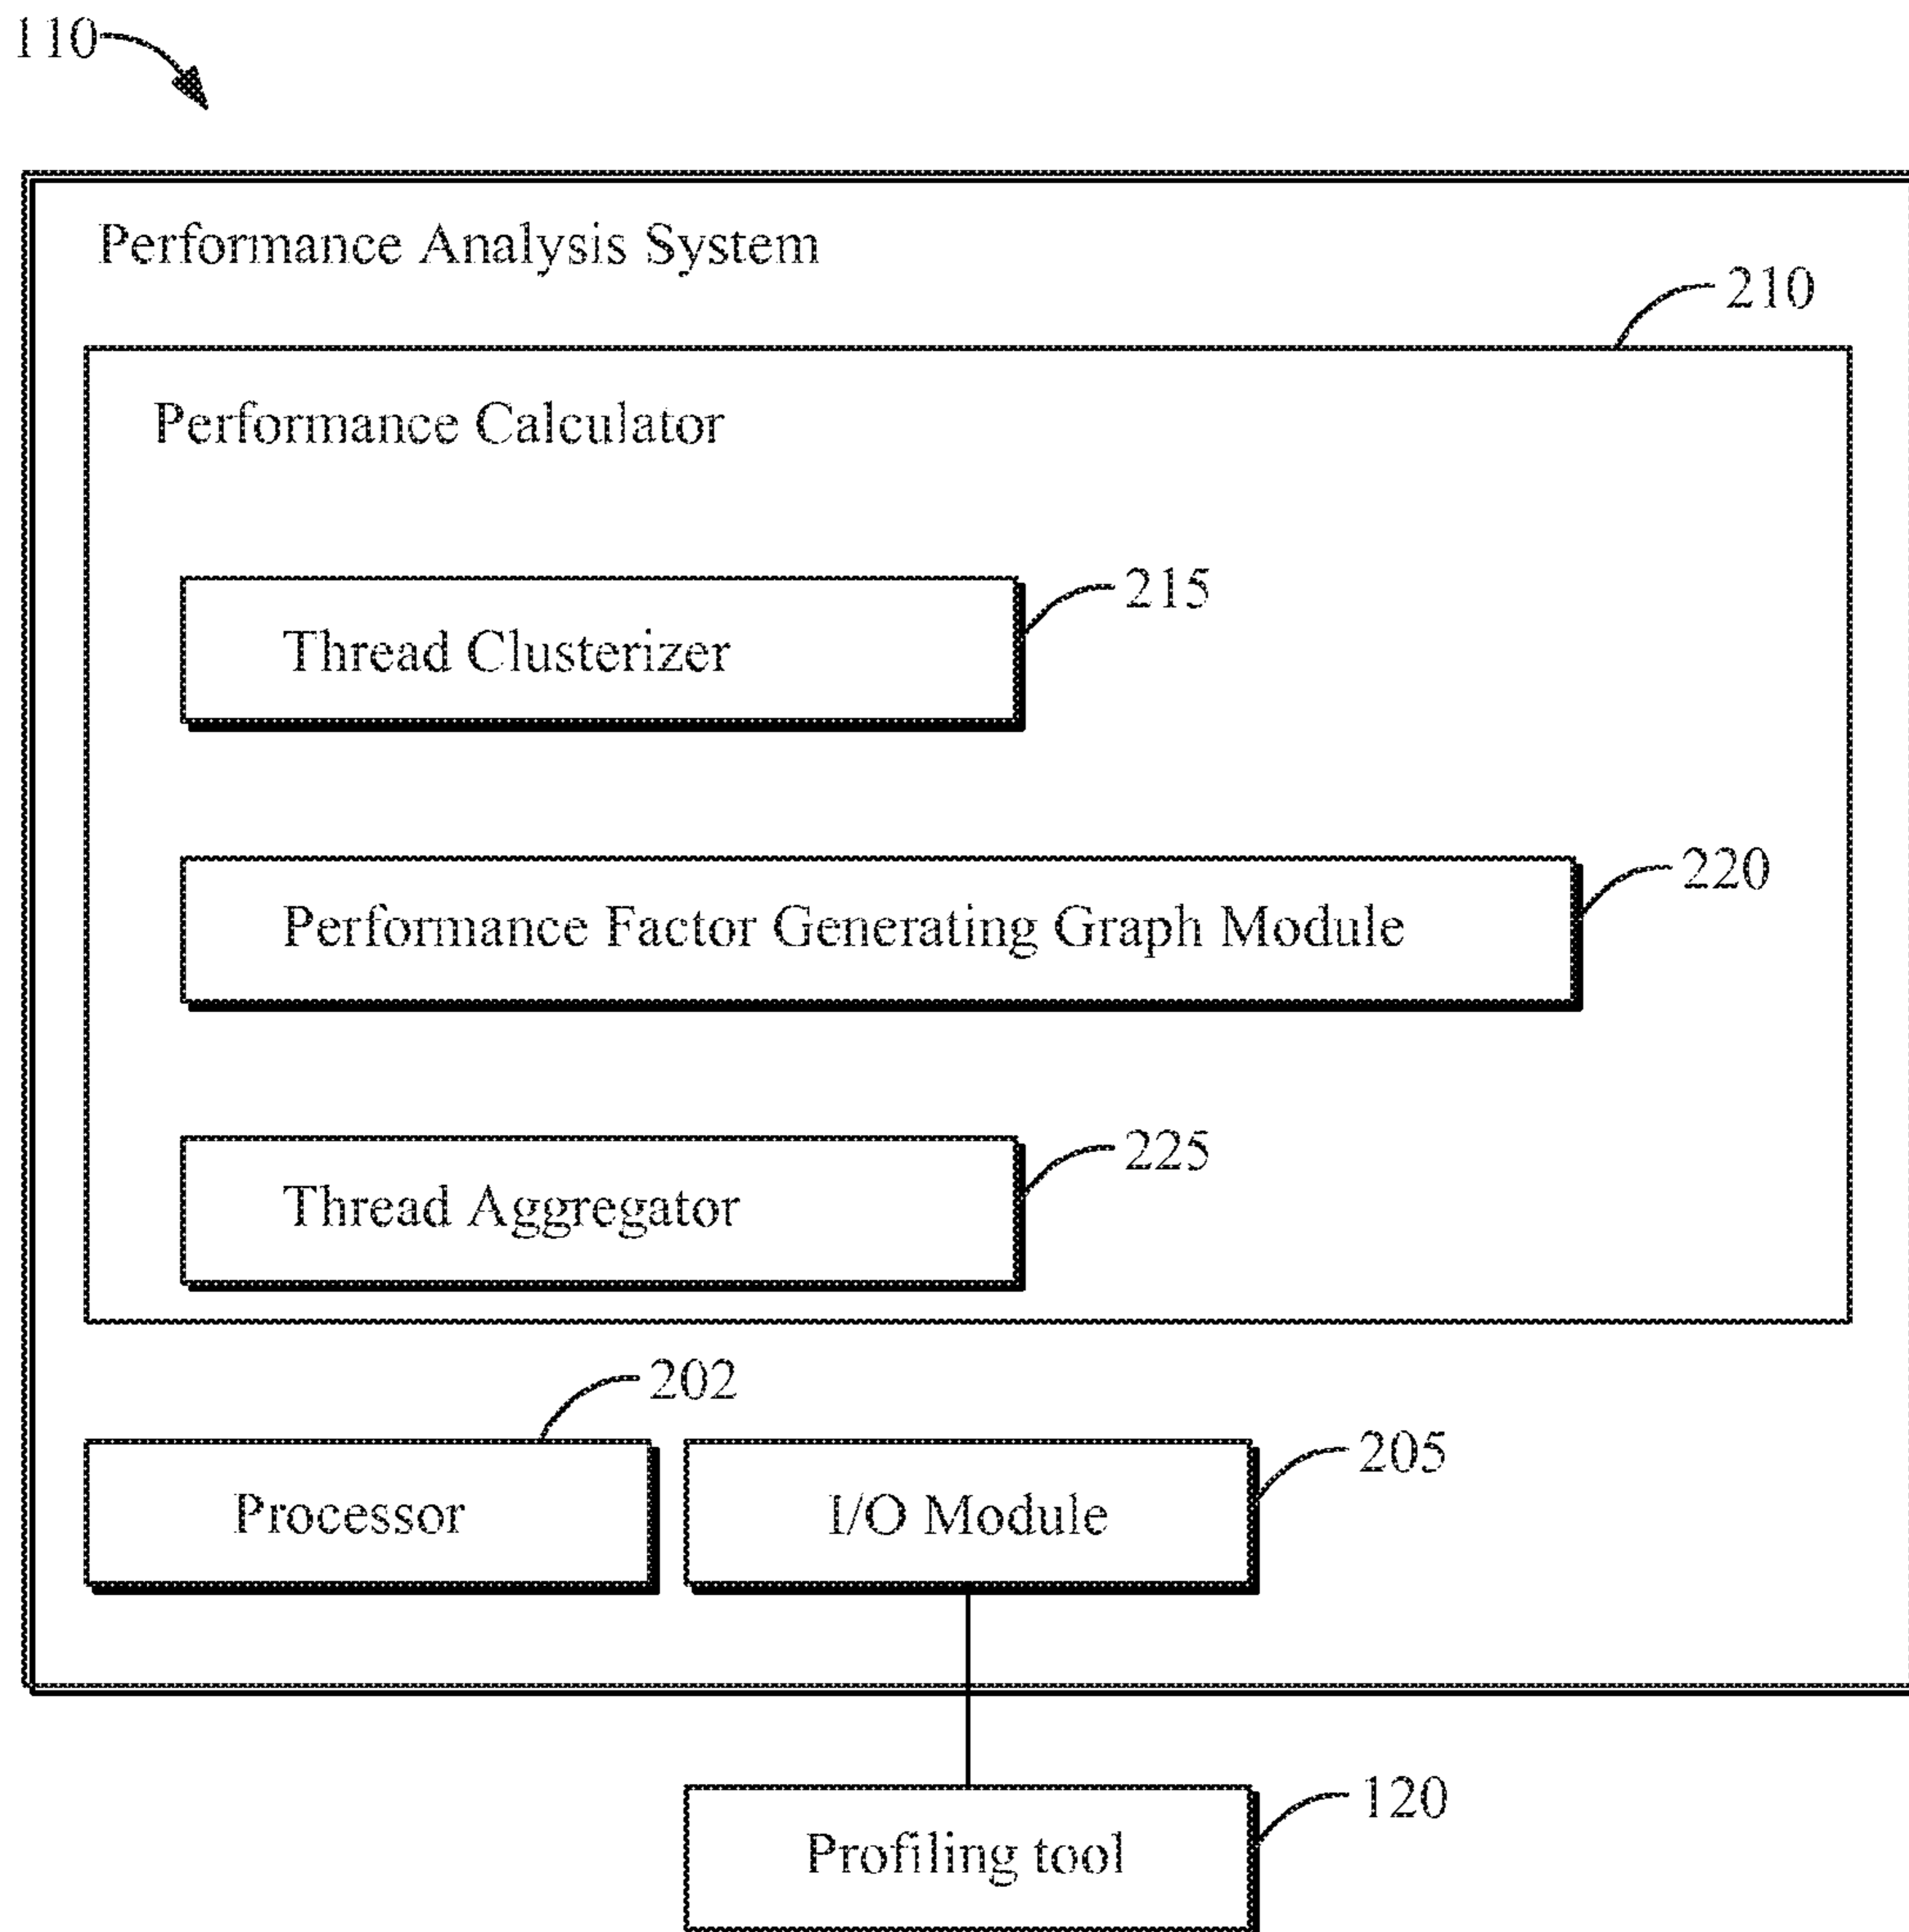 110
Performance Analysis System
210
Performance Calculator
215
Thread Clusterizer
220
Performance Factor Generating Graph Module
225
Thread Aggregator
202
205
Processor
I/O Module
120
Profiling tool